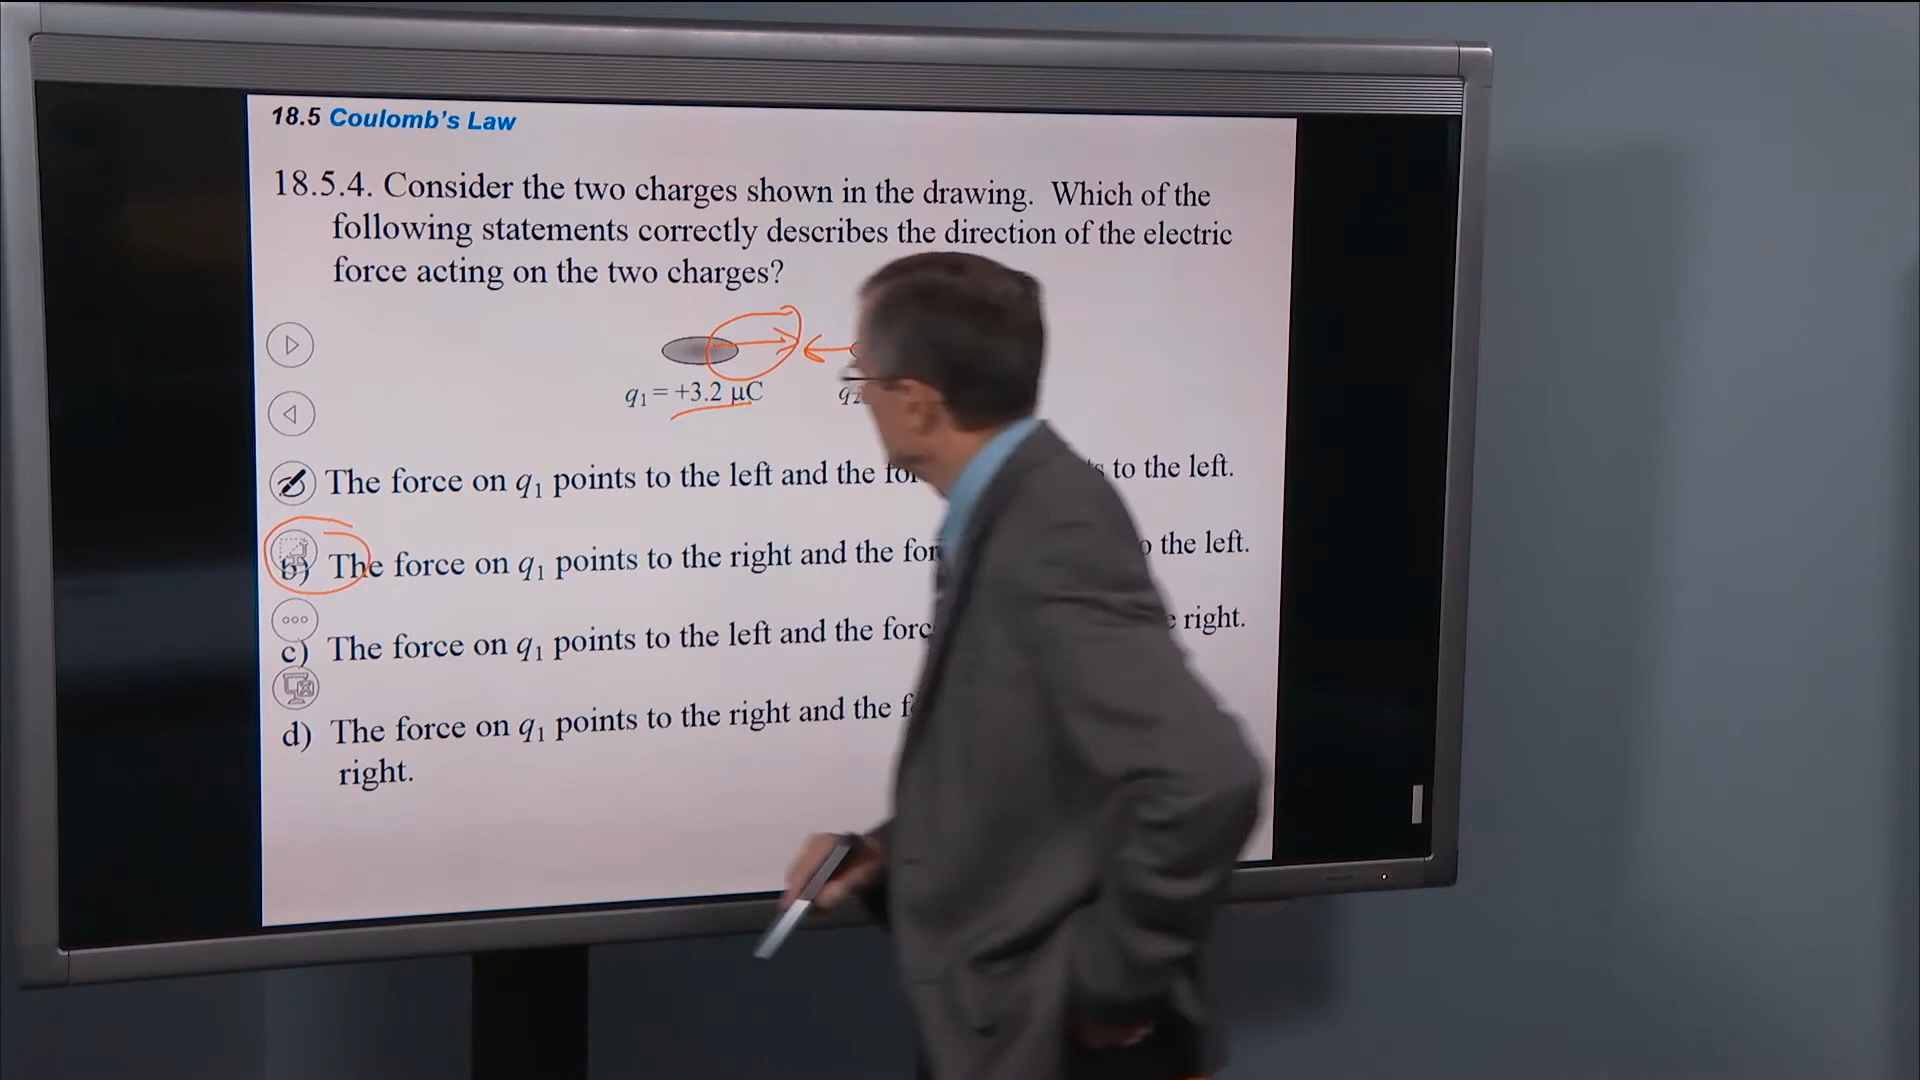 18.5 Coulomb's Law
18.5.4. Consider the two charges shown in the drawing. Which of the
following statements correctly describes the direction of the electric
force acting on the two charges?
q₁ = +3.2 μC
The force on q₁ points to the left and the to the left.
b) The force on q₁ points to the right and the the left.
c) The force on q₁ points to the left and the right.
d) The force on q₁ points to the right and the
right.